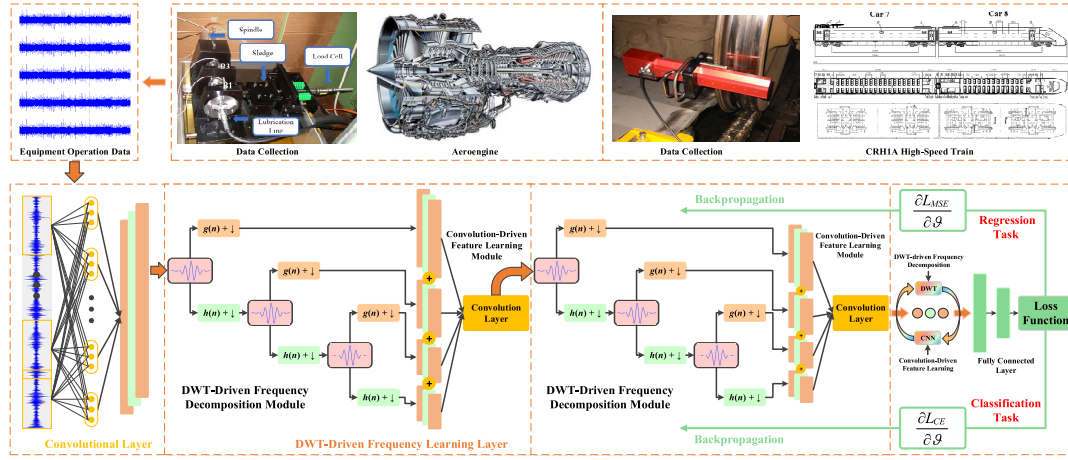 Equipment Operation Data
Spindle
Sledge
Load Cell
B3
B1
Lubrication
Line
Data Collection
Aeroengine
Data Collection
Car 7
Car 8
CRH1A High-Speed Train
Convolutional Layer
g(n) + ↓
h(n) + ↓
g(n) + ↓
h(n) + ↓
g(n) + ↓
h(n) + ↓
+
+
+
Convolution-Driven
Feature Learning
Module
Convolution
Layer
DWT-Driven Frequency
Decomposition Module
DWT-Driven Frequency Learning Layer
g(n) + ↓
h(n) + ↓
g(n) + ↓
h(n) + ↓
g(n) + ↓
h(n) + ↓
+
+
+
Convolution-Driven
Feature Learning
Module
Convolution
Layer
DWT-Driven Frequency
Decomposition Module
Backpropagation
∂L_MSE
∂ϑ
Regression
Task
DWT-driven Frequency
Decomposition
DWT
CNN
Convolution-Driven
Feature Learning
Fully Connected
Layer
Loss
Function
Classification
Task
Backpropagation
∂L_CE
∂ϑ